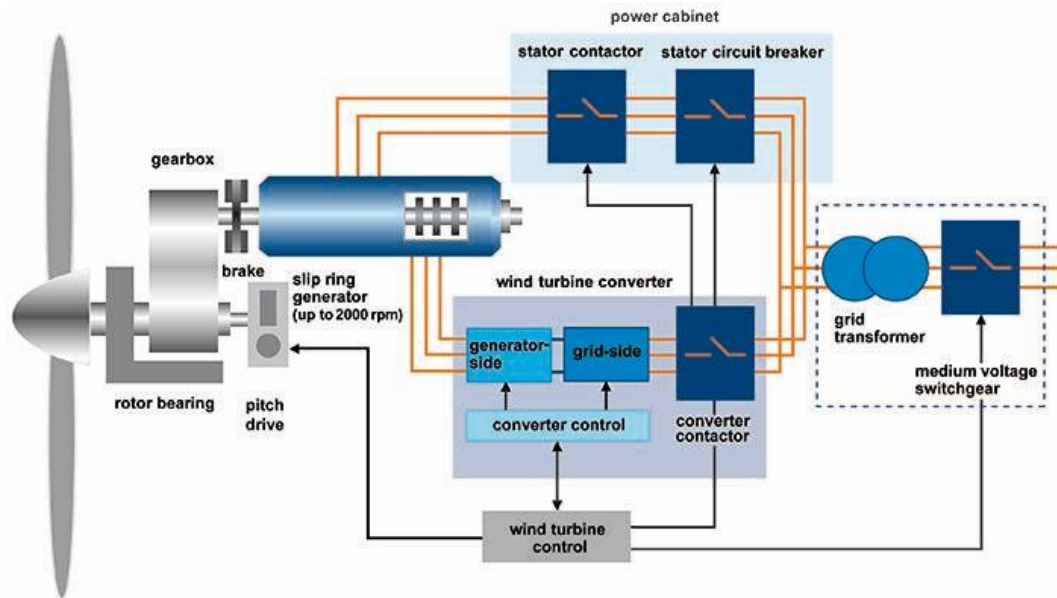 power cabinet
stator contactor
stator circuit breaker
gearbox
brake
slip ring
generator
(up to 2000 rpm)
wind turbine converter
generator-
side
grid-side
grid
transformer
medium voltage
switchgear
rotor bearing
pitch
drive
converter control
converter
contactor
wind turbine
control